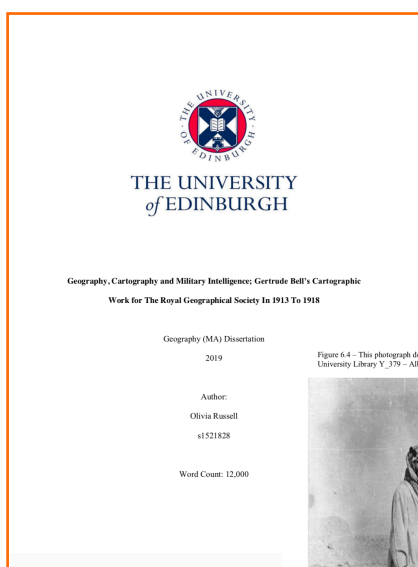 THE UNIVERSITY OF EDINBURGH
THE UNIVERSITY
of EDINBURGH
Geography, Cartography and Military Intelligence; Gertrude Bell's Cartographic
Work for The Royal Geographical Society In 1913 To 1918
Geography (MA) Dissertation
2019
Author:
Olivia Russell
s1521828
Word Count: 12,000
Figure 6.4 – This photograph
University Library Y_379 –